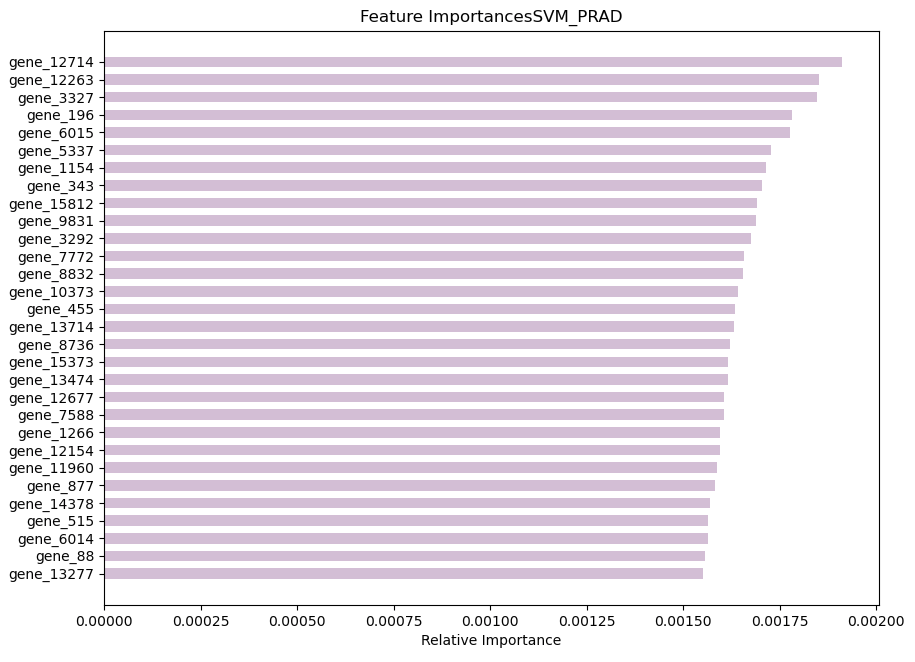 Feature ImportancesSVM_PRAD
gene_12714
gene_12263
gene_3327
gene_196
gene_6015
gene_5337
gene_1154
gene_343
gene_15812
gene_9831
gene_3292
gene_7772
gene_8832
gene_10373
gene_455
gene_13714
gene_8736
gene_15373
gene_13474
gene_12677
gene_7588
gene_1266
gene_12154
gene_11960
gene_877
gene_14378
gene_515
gene_6014
gene_88
gene_13277
0.00000 0.00025 0.00050 0.00075 0.00100 0.00125 0.00150 0.00175 0.00200
Relative Importance